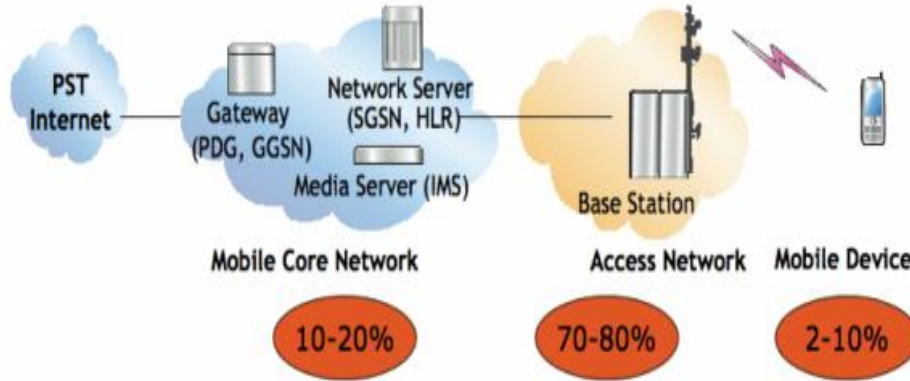 PST
Internet
Gateway
(PDG, GGSN)
Network Server
(SGSN, HLR)
Media Server (IMS)
Base Station
Mobile Core Network
Access Network
Mobile Device
10-20%
70-80%
2-10%